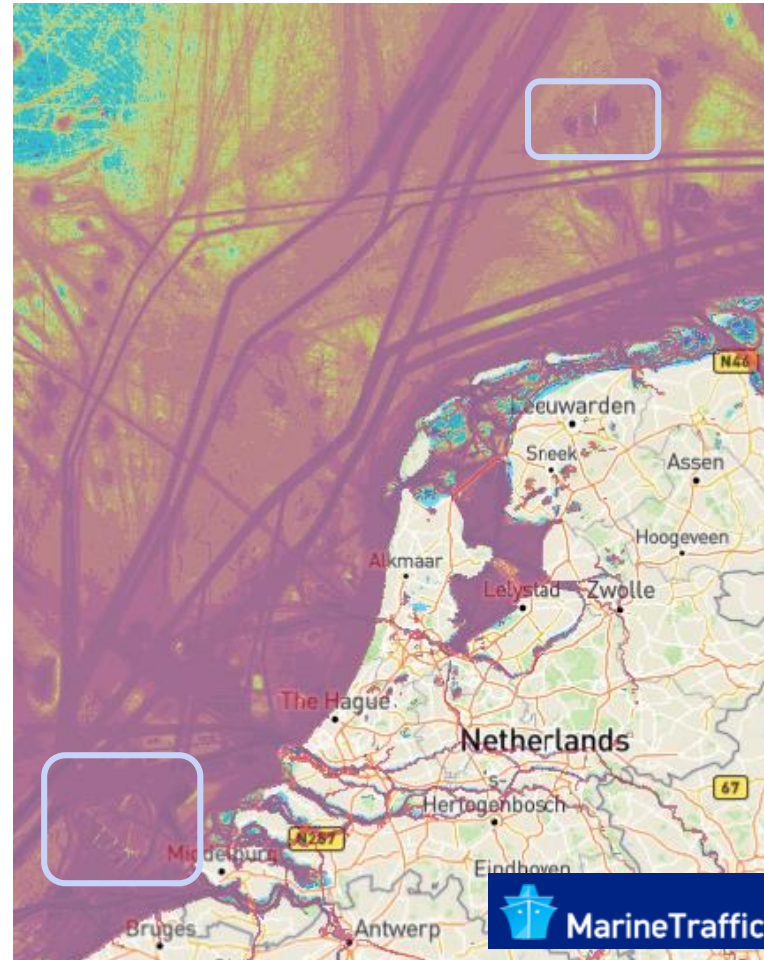 N46
Leeuwarden
Sneek
Assen
Hoogeveen
Alkmaar
Lelystad
Zwolle
The Hague
Netherlands
's-
Hertogenbosch
67
N287
Middelburg
Eindhoven
Bruges
Antwerp
MarineTraffic